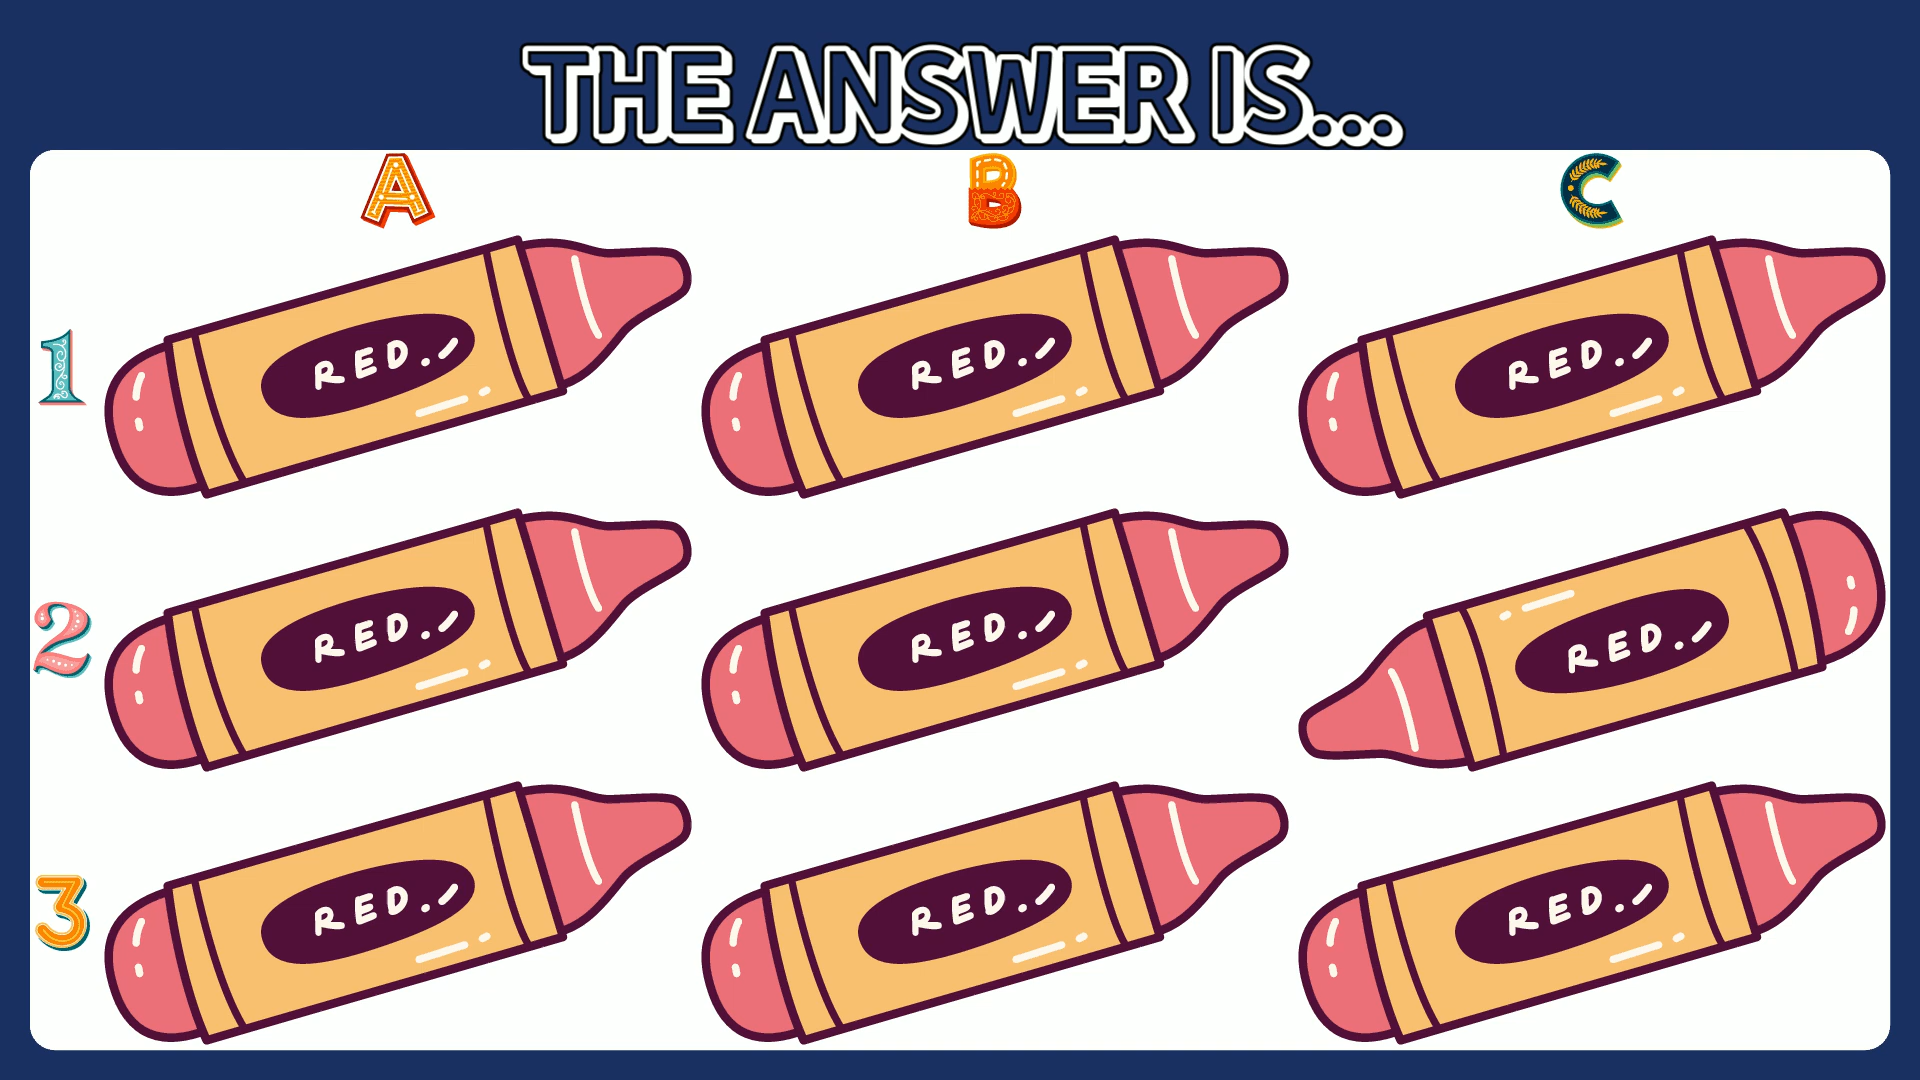 THE ANSWER IS...
A B C
1 RED. RED. RED.
2 RED. RED. RED.
3 RED. RED. RED.